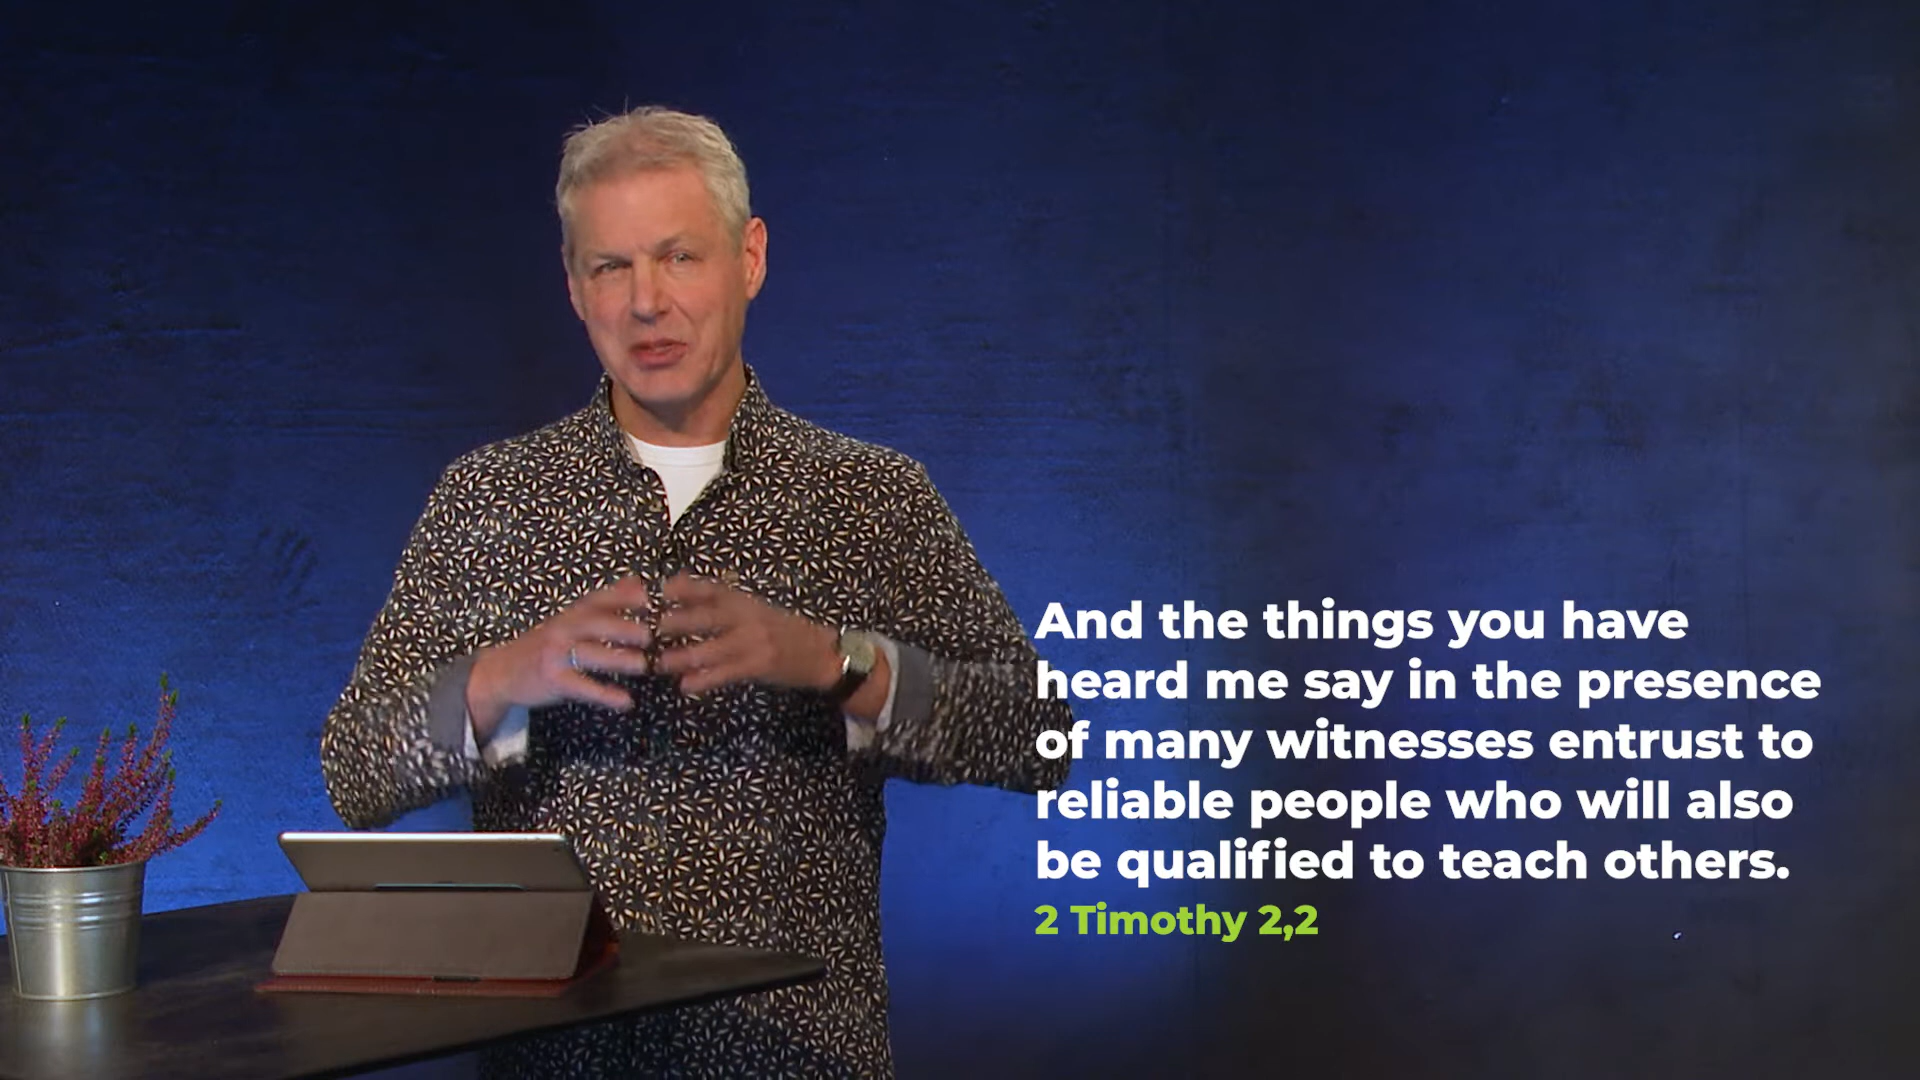 And the things you have
heard me say in the presence
of many witnesses entrust to
reliable people who will also
be qualified to teach others.
2 Timothy 2,2